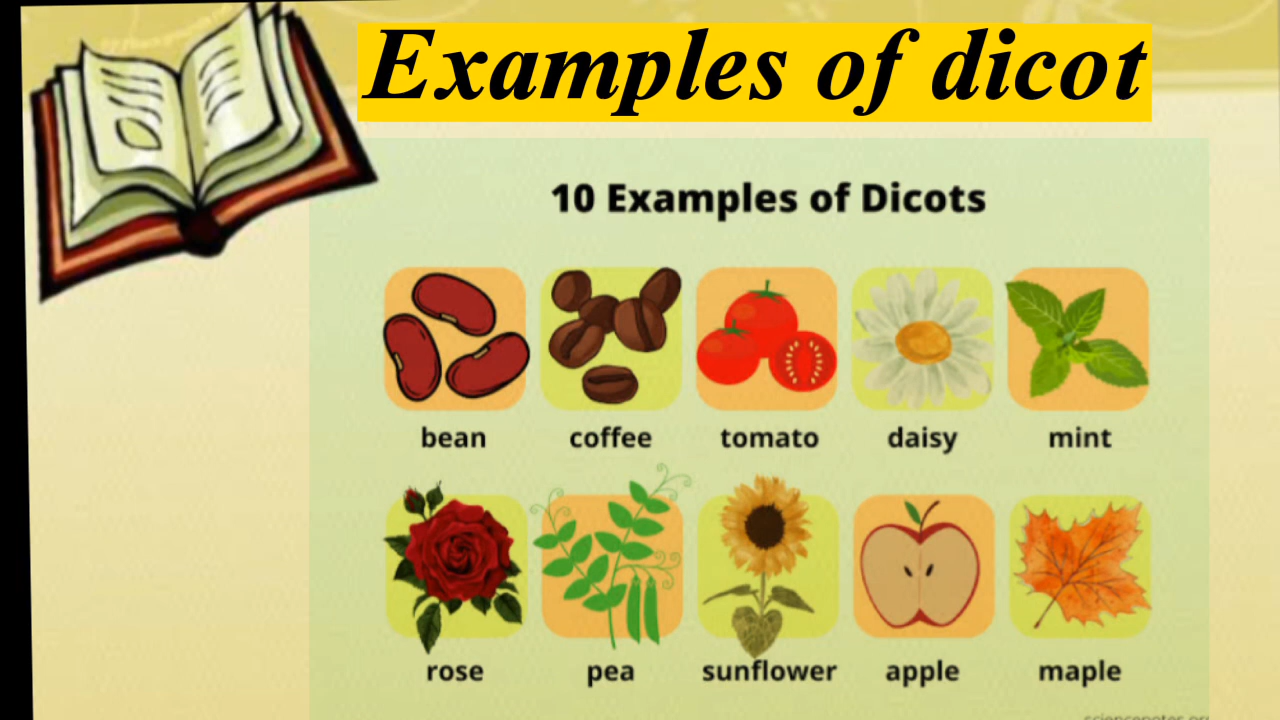 Examples of dicot
10 Examples of Dicots
bean coffee tomato daisy mint
rose pea sunflower apple maple